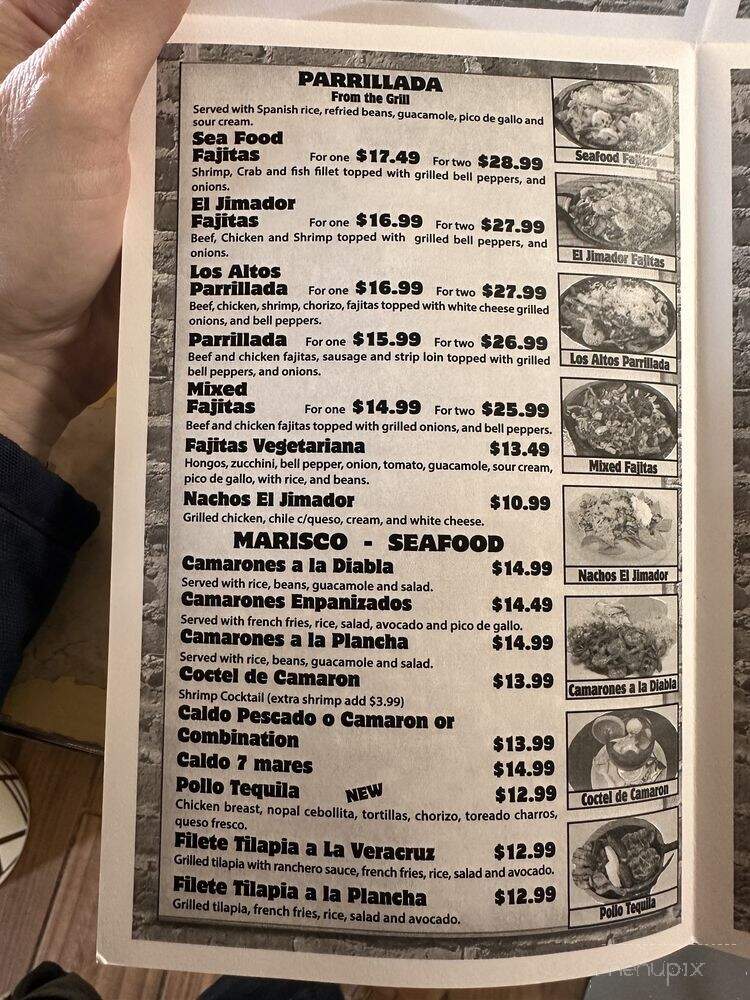 PARRILLADA
From the Grill
Served with Spanish rice, refried beans, guacamole, pico de gallo and
sour cream.
Sea Food
Fajitas For one $17.49 For two $28.99
Shrimp, Crab and fish fillet topped with grilled bell peppers, and
onions.
El Jimador
Fajitas For one $16.99 For two $27.99
Beef, Chicken and Shrimp topped with grilled bell peppers, and
onions.
Los Altos
Parrillada For one $16.99 For two $27.99
Beef, chicken, shrimp, chorizo, fajitas topped with white cheese grilled
onions, and bell peppers.
Parrillada For one $15.99 For two $26.99
Beef and chicken fajitas, sausage and strip loin topped with grilled
bell peppers, and onions.
Mixed
Fajitas For one $14.99 For two $25.99
Beef and chicken fajitas topped with grilled onions, and bell peppers.
Fajitas Vegetariana $13.49
Hongos, zucchini, bell pepper, onion, tomato, guacamole, sour cream,
pico de gallo, with rice, and beans.
Nachos El Jimador $10.99
Grilled chicken, chile c/queso, cream, and white cheese.
MARISCO - SEAFOOD
Camarones a la Diabla $14.99
Served with rice, beans, guacamole and salad.
Camarones Enpanizados $14.49
Served with french fries, rice, salad, avocado and pico de gallo.
Camarones a la Plancha $14.99
Served with rice, beans, guacamole and salad.
Coctel de Camaron $13.99
Shrimp Cocktail (extra shrimp add $3.99)
Caldo Pescado o Camaron or
Combination $13.99
Caldo 7 mares $14.99
Pollo Tequila NEW $12.99
Chicken breast, nopal cebollita, tortillas, chorizo, toreado charros,
queso fresco.
Filete Tilapia a La Veracruz $12.99
Grilled tilapia with ranchero sauce, french fries, rice, salad and avocado.
Filete Tilapia a la Plancha $12.99
Grilled tilapia, french fries, rice, salad and avocado.
Seafood Fajitas
El Jimador Fajitas
Los Altos Parrillada
Mixed Fajitas
Nachos El Jimador
Camarones a la Diabla
Coctel de Camaron
Pollo Tequila
menupix